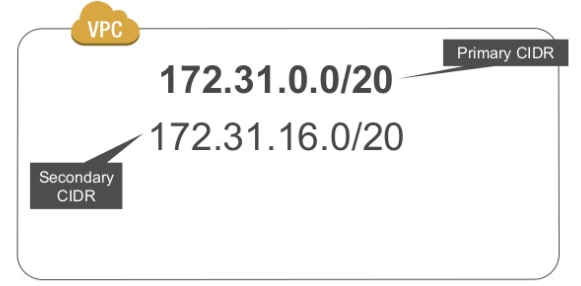 VPC
Primary CIDR
172.31.0.0/20
172.31.16.0/20
Secondary
CIDR